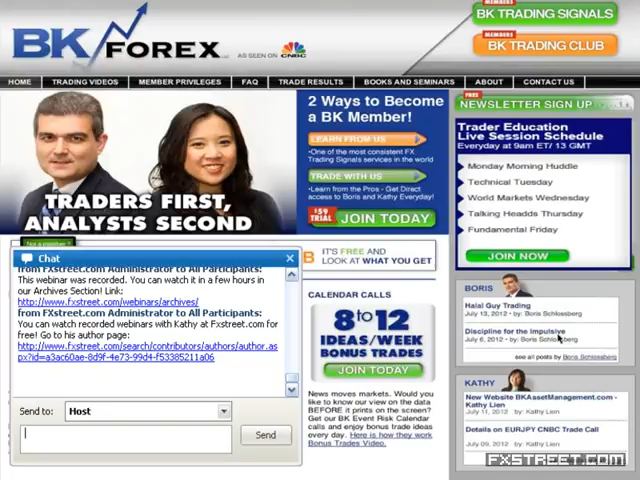 BK FOREX LLC
AS SEEN ON CNBC
MEMBERS
BK TRADING SIGNALS
MEMBERS
BK TRADING CLUB
HOME TRADING VIDEOS MEMBER PRIVILEGES FAQ TRADE RESULTS BOOKS AND SEMINARS ABOUT CONTACT US
TRADERS FIRST,
ANALYSTS SECOND
2 Ways to Become
a BK Member!
LEARN FROM US
•One of the most consistent FX
Trading Signals services in the world
TRADE WITH US
•Learn from the Pros - Get Direct
access to Boris and Kathy Everyday!
$59
TRIAL
JOIN TODAY
FREE
NEWSLETTER SIGN UP
Trader Education
Live Session Schedule
Everyday at 9am ET/ 13 GMT
Monday Morning Huddle
Technical Tuesday
World Markets Wednesday
Talking Headds Thursday
Fundamental Friday
JOIN NOW
Not a member?
Chat
from FXstreet.com Administrator to All Participants:
This webinar was recorded. You can watch it in a few hours in
our Archives Section! Link:
http://www.fxstreet.com/webinars/archives/
from FXstreet.com Administrator to All Participants:
You can watch recorded webinars with Kathy at Fxstreet.com for
free! Go to his author page:
http://www.fxstreet.com/search/contributors/authors/author.as
px?id=a3ac60ae-8d9f-4e73-99d4-f53385211a06
Send to: Host
Send
B IT'S FREE AND
LOOK AT WHAT YOU GET
CALENDAR CALLS
8 to 12
IDEAS/WEEK
BONUS TRADES
JOIN TODAY
News moves markets. Would you
like to know our view on the data
BEFORE it prints on the screen?
Get our BK Event Risk Calendar
calls and enjoy bonus trade ideas
every day. Here is how they work
Bonus Trades Video.
BORIS
Halal Guy Trading
July 13, 2012 · by: Boris Schlossberg
Discipline for the Impulsive
July 6, 2012 · by: Boris Schlossberg
see all posts by Boris Schlossberg
KATHY
New Website BKAssetManagement.com -
Kathy Lien
July 11, 2012 · by: Kathy Lien
Details on EURJPY CNBC Trade Call
July 09, 2012 · by: Kathy Lien
FXSTREET.COM